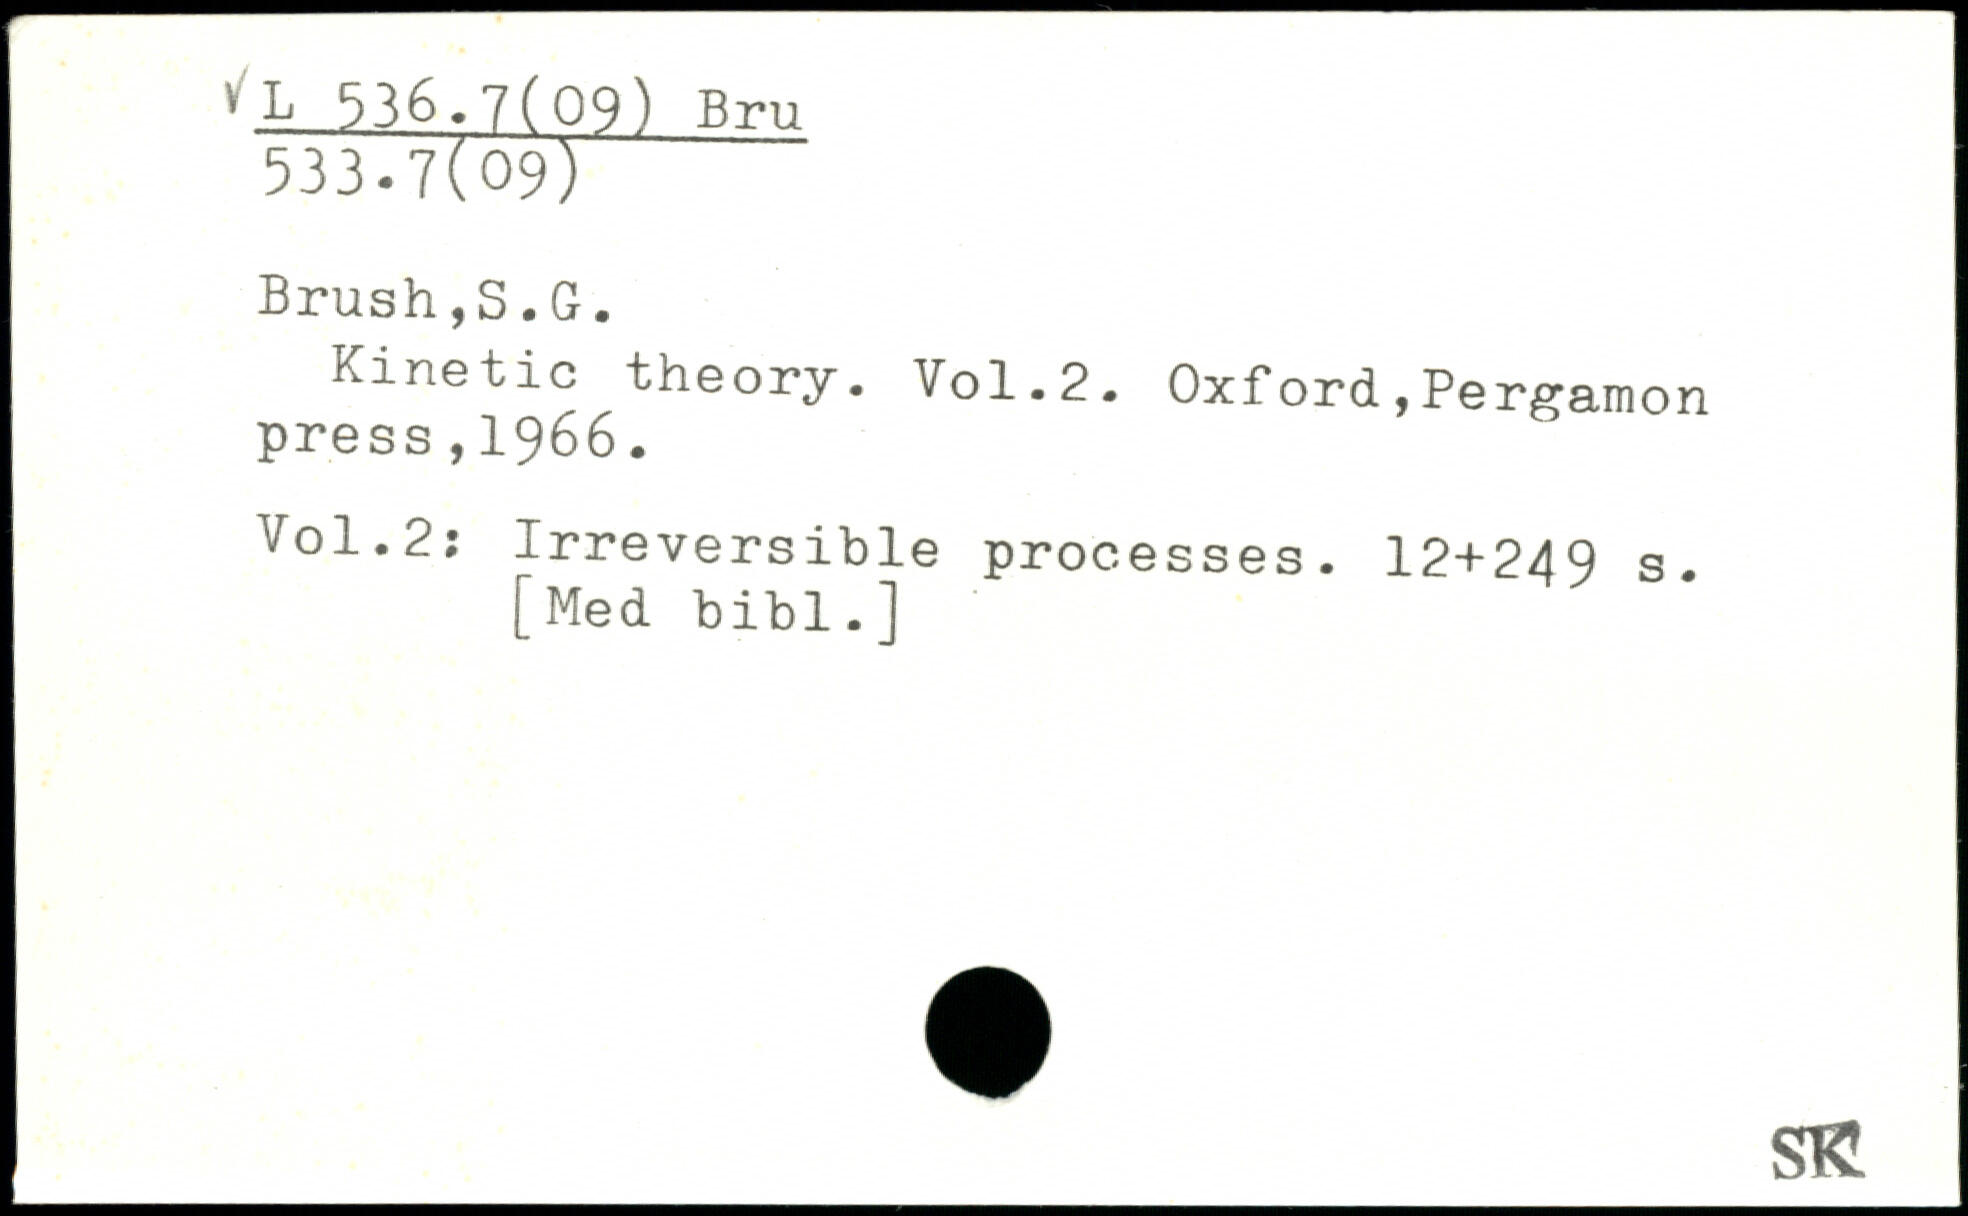 √ L 536.7(09) Bru
533.7(09)
Brush,S.G.
Kinetic theory. Vol.2. Oxford,Pergamon
press,1966.
Vol.2: Irreversible processes. 12+249 s.
[Med bibl.]
SK